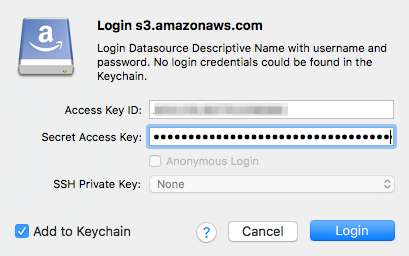 a
Login s3.amazonaws.com
Login Datasource Descriptive Name with username and
password. No login credentials could be found in the
Keychain.
Access Key ID:
Secret Access Key: ••••••••••••••••••••••••••••••••••
Anonymous Login
SSH Private Key: None
Add to Keychain ? Cancel Login